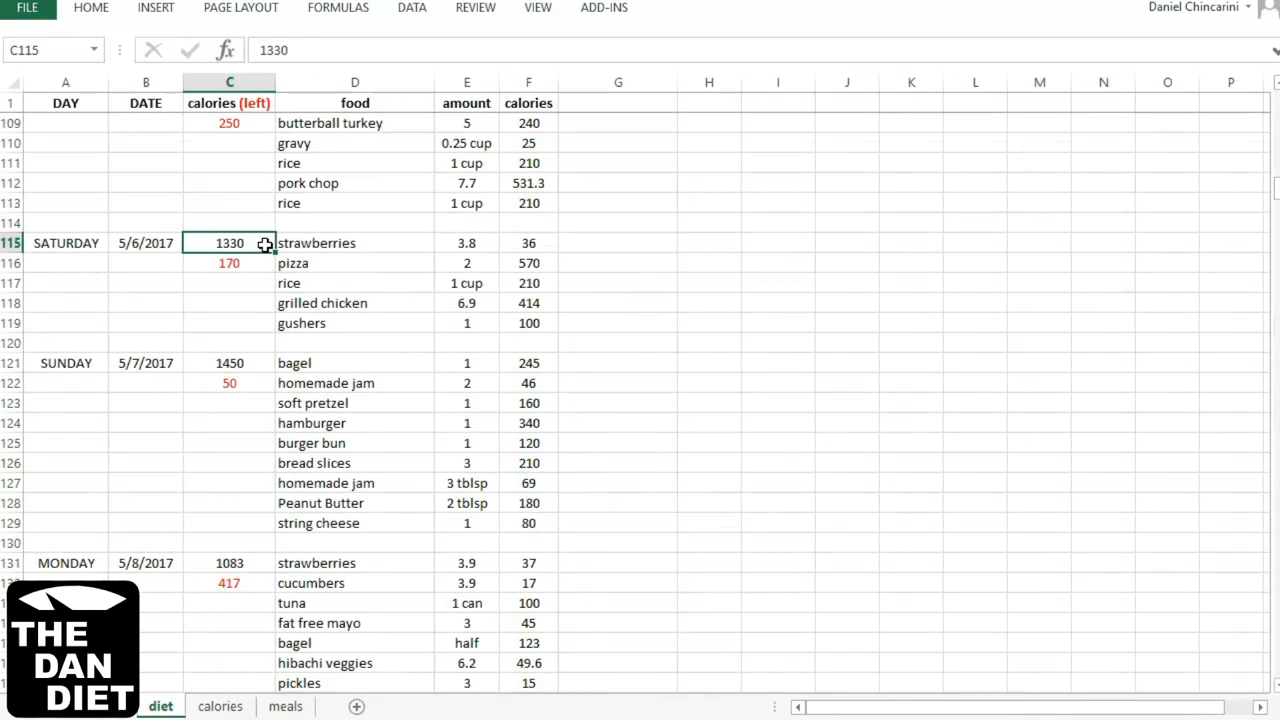 FILE HOME INSERT PAGE LAYOUT FORMULAS DATA REVIEW VIEW ADD-INS Daniel Chincarini
C115 fx 1330
A B C D E F G H I J K L M N O P
1 DAY DATE calories (left) food amount calories
109 250 butterball turkey 5 240
110 gravy 0.25 cup 25
111 rice 1 cup 210
112 pork chop 7.7 531.3
113 rice 1 cup 210
114
115 SATURDAY 5/6/2017 1330 strawberries 3.8 36
116 170 pizza 2 570
117 rice 1 cup 210
118 grilled chicken 6.9 414
119 gushers 1 100
120
121 SUNDAY 5/7/2017 1450 bagel 1 245
122 50 homemade jam 2 46
123 soft pretzel 1 160
124 hamburger 1 340
125 burger bun 1 120
126 bread slices 3 210
127 homemade jam 3 tblsp 69
128 Peanut Butter 2 tblsp 180
129 string cheese 1 80
130
131 MONDAY 5/8/2017 1083 strawberries 3.9 37
417 cucumbers 3.9 17
tuna 1 can 100
fat free mayo 3 45
bagel half 123
hibachi veggies 6.2 49.6
pickles 3 15
THE
DAN
DIET
diet calories meals